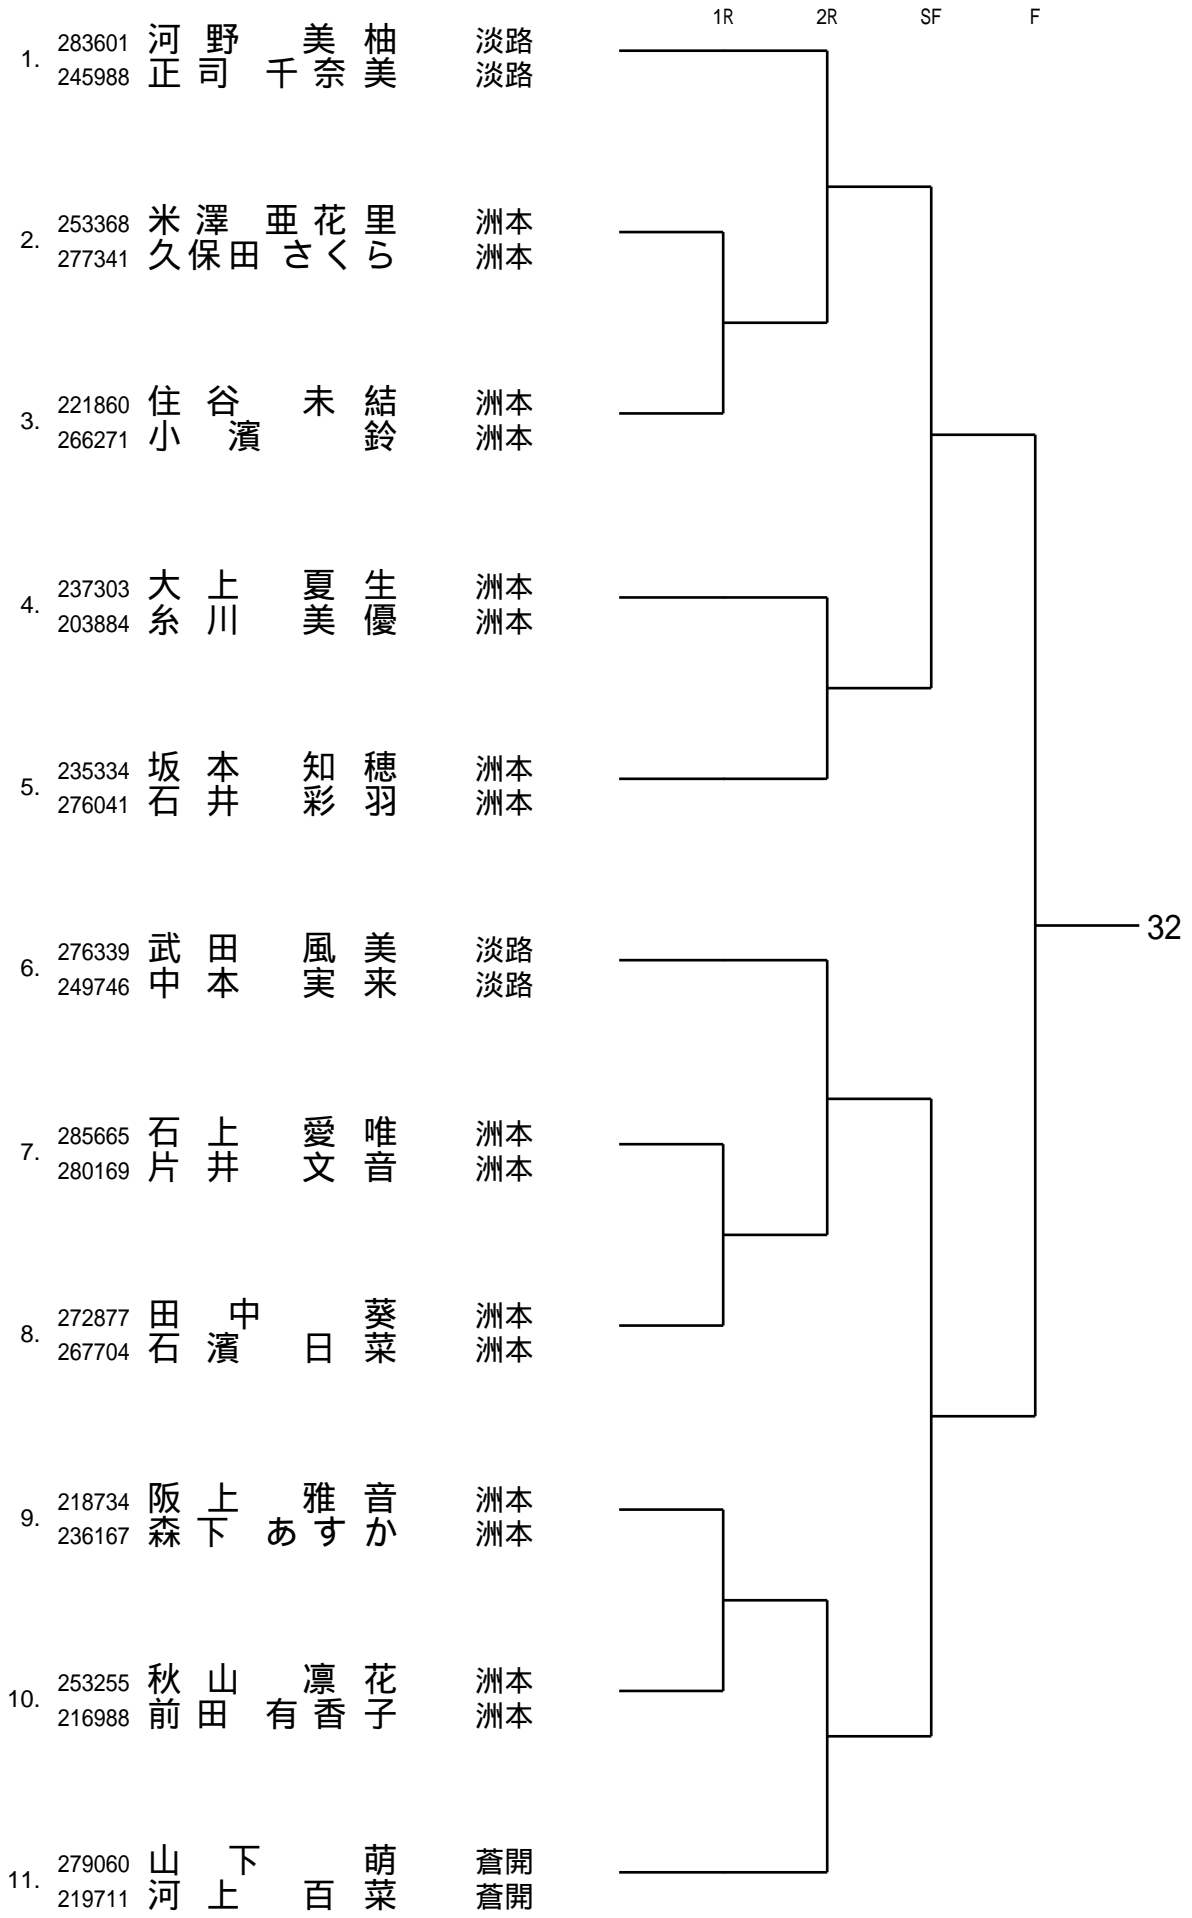 1R 2R SF F
1. 283601 河野 美柚 淡路
245988 正司 千奈美 淡路
2. 253368 米澤 亜花里 洲本
277341 久保田 さくら 洲本
3. 221860 住谷 未結 洲本
266271 小濱 鈴 洲本
4. 237303 大上 夏生 洲本
203884 糸川 美優 洲本
5. 235334 坂本 知穂 洲本
276041 石井 彩羽 洲本
32
6. 276339 武田 風美 淡路
249746 中本 実来 淡路
7. 285665 石上 愛唯 洲本
280169 片井 文音 洲本
8. 272877 田中 葵 洲本
267704 石濱 日菜 洲本
9. 218734 阪上 雅音 洲本
236167 森下 あすか 洲本
10. 253255 秋山 凛花 洲本
216988 前田 有香子 洲本
11. 279060 山下 萌 蒼開
219711 河上 百菜 蒼開